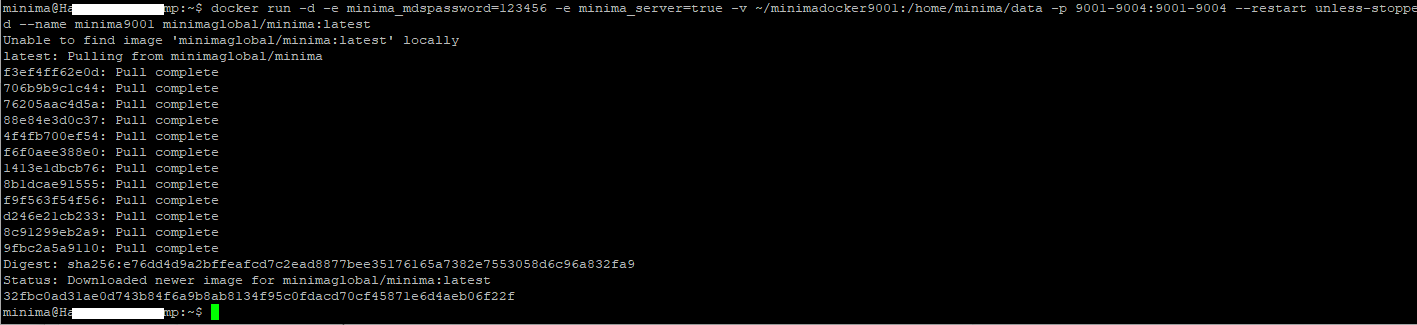 minima@Ha mp:~$ docker run -d -e minima_mdspassword=123456 -e minima_server=true -v ~/minimadocker9001:/home/minima/data -p 9001-9004:9001-9004 --restart unless-stoppe
d --name minima9001 minimaglobal/minima:latest
Unable to find image 'minimaglobal/minima:latest' locally
latest: Pulling from minimaglobal/minima
f3ef4ff62e0d: Pull complete
706b9b9c1c44: Pull complete
76205aac4d5a: Pull complete
88e84e3d0c37: Pull complete
4f4fb700ef54: Pull complete
f6f0aee388e0: Pull complete
1413e1dbcb76: Pull complete
8b1dcae91555: Pull complete
f9f563f54f56: Pull complete
d246e21cb233: Pull complete
8c91299eb2a9: Pull complete
9fbc2a5a9110: Pull complete
Digest: sha256:e76dd4d9a2bffeafcd7c2ead8877bee35176165a7382e7553058d6c96a832fa9
Status: Downloaded newer image for minimaglobal/minima:latest
32fbc0ad31ae0d743b84f6a9b8ab8134f95c0fdacd70cf45871e6d4aeb06f22f
minima@Ha mp:~$